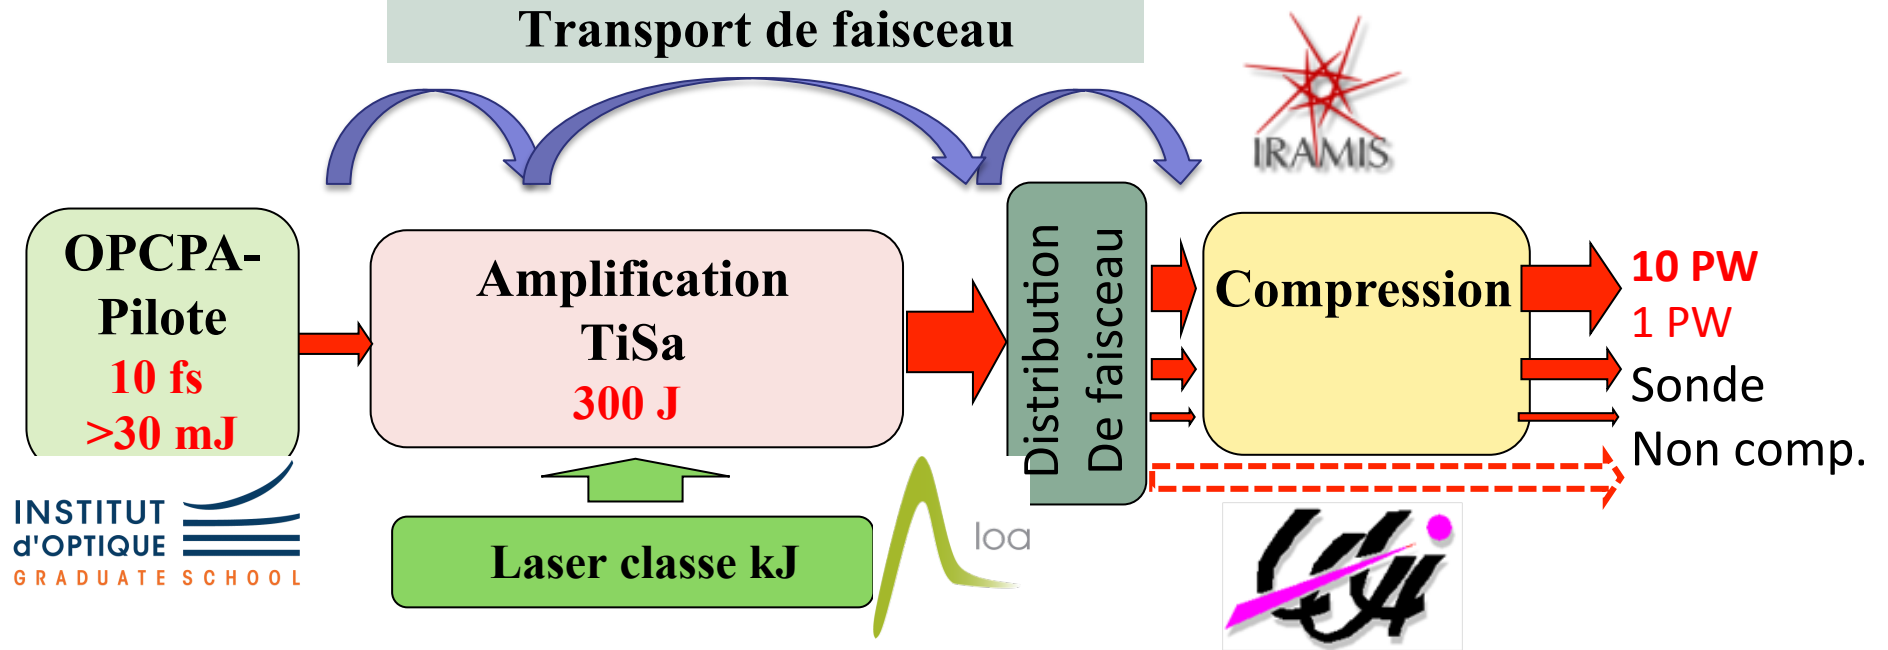 Transport de faisceau
IRAMIS
OPCPA-
Pilote
10 fs
>30 mJ
Amplification
TiSa
300 J
Distribution
De faisceau
Compression
10 PW
1 PW
Sonde
Non comp.
INSTITUT
d'OPTIQUE
GRADUATE SCHOOL
Laser classe kJ
loa